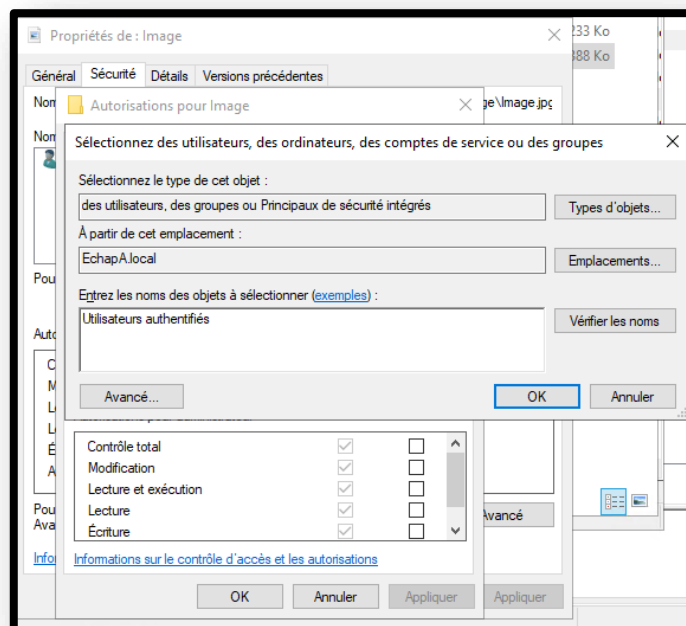 Propriétés de : Image
233 Ko
388 Ko
Général Sécurité Détails Versions précédentes
Autorisations pour Image
ge\Image.jpg
Sélectionnez des utilisateurs, des ordinateurs, des comptes de service ou des groupes
Sélectionnez le type de cet objet :
des utilisateurs, des groupes ou Principaux de sécurité intégrés
Types d'objets...
À partir de cet emplacement :
EchapA.local
Emplacements...
Entrez les noms des objets à sélectionner (exemples) :
Utilisateurs authentifiés
Vérifier les noms
Avancé...
OK
Annuler
Contrôle total
Modification
Lecture et exécution
Lecture
Écriture
Avancé
Informations sur le contrôle d'accès et les autorisations
OK
Annuler
Appliquer
Appliquer